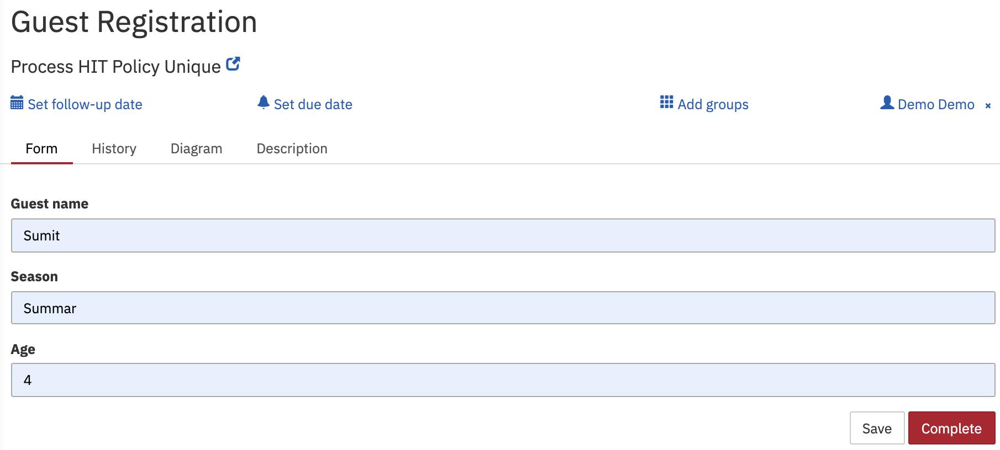 Guest Registration
Process HIT Policy Unique
Set follow-up date Set due date Add groups Demo Demo ×
Form History Diagram Description
Guest name
Sumit
Season
Summar
Age
4
Save Complete